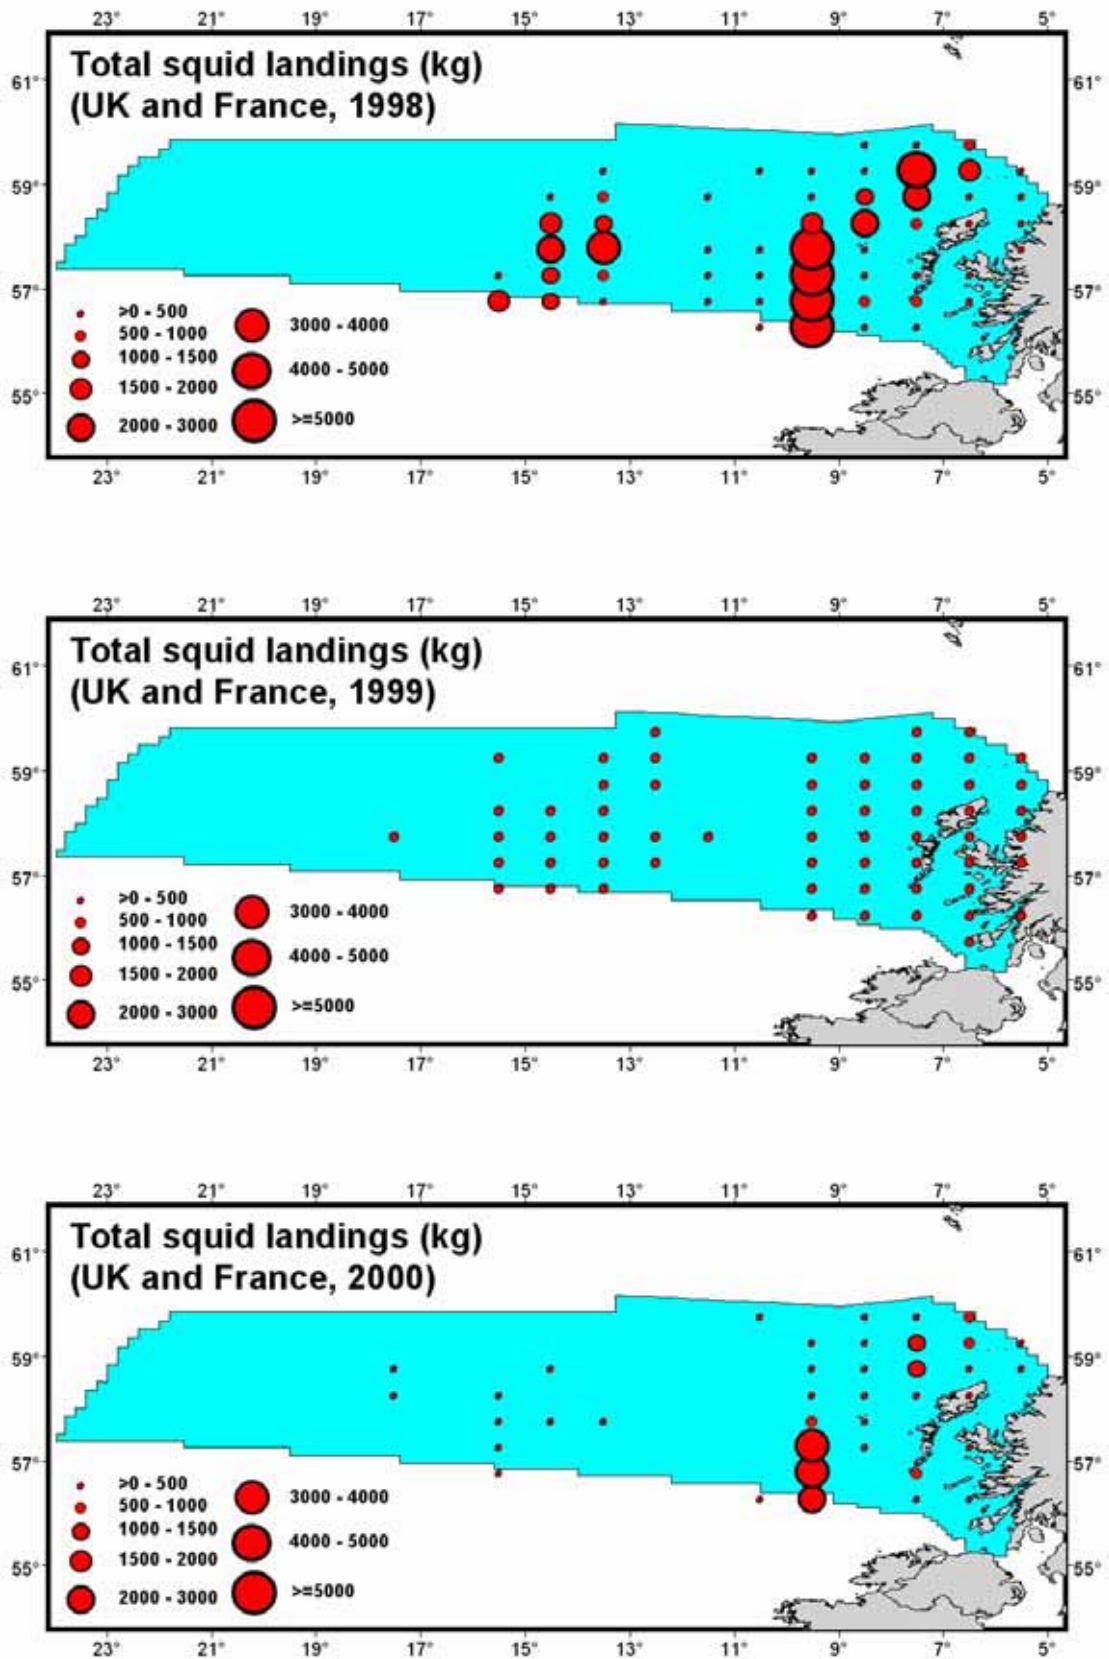 23° 21° 19° 17° 15° 13° 11° 9° 7° 5°
Total squid landings (kg)
(UK and France, 1998)
61° 61°
59° 59°
57° 57°
55° 55°
>0 - 500
500 - 1000
1000 - 1500
1500 - 2000
2000 - 3000
3000 - 4000
4000 - 5000
>=5000
23° 21° 19° 17° 15° 13° 11° 9° 7° 5°
23° 21° 19° 17° 15° 13° 11° 9° 7° 5°
Total squid landings (kg)
(UK and France, 1999)
61° 61°
59° 59°
57° 57°
55° 55°
>0 - 500
500 - 1000
1000 - 1500
1500 - 2000
2000 - 3000
3000 - 4000
4000 - 5000
>=5000
23° 21° 19° 17° 15° 13° 11° 9° 7° 5°
23° 21° 19° 17° 15° 13° 11° 9° 7° 5°
Total squid landings (kg)
(UK and France, 2000)
61° 61°
59° 59°
57° 57°
55° 55°
>0 - 500
500 - 1000
1000 - 1500
1500 - 2000
2000 - 3000
3000 - 4000
4000 - 5000
>=5000
23° 21° 19° 17° 15° 13° 11° 9° 7° 5°